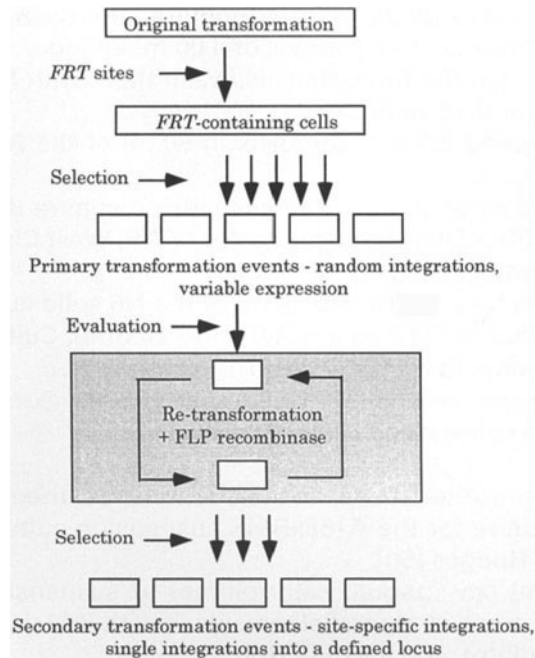 Original transformation
FRT sites
FRT-containing cells
Selection
Primary transformation events - random integrations,
variable expression
Evaluation
Re-transformation
+ FLP recombinase
Selection
Secondary transformation events - site-specific integrations,
single integrations into a defined locus